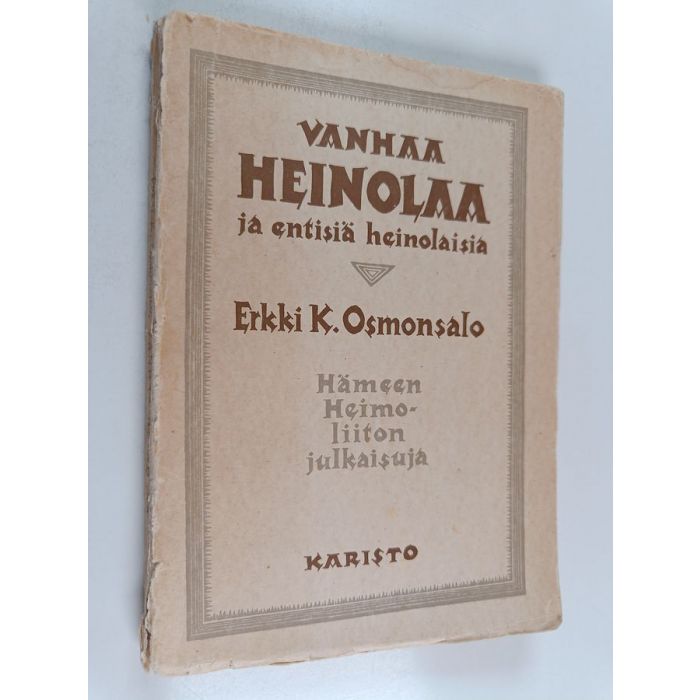 VANHAA
HEINOLAA
ja entisiä heinolaisia
Erkki K. Osmonsalo
Hämeen
Heimo-
liiton
julkaisuja
KARISTO